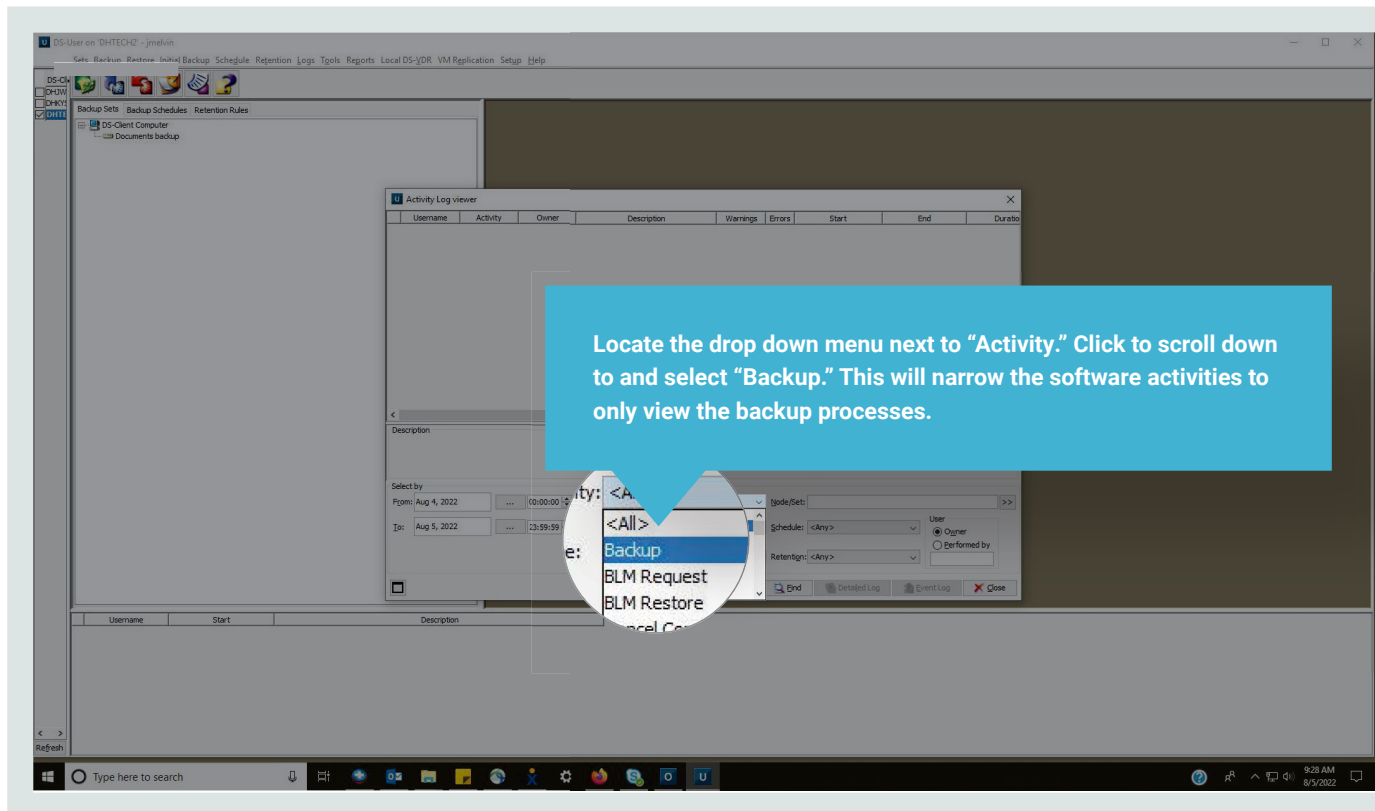 DS-User on 'DHTECH2' - jmelvin
Sets Backup Restore Initial Backup Schedule Retention Logs Tools Reports Local DS-VDR VM Replication Setup Help
DS-Cli
DHJW
DHKYS
DHTE
Backup Sets Backup Schedules Retention Rules
DS-Client Computer
Documents backup
Activity Log viewer
Username Activity Owner Description Warnings Errors Start End Duratio
Locate the drop down menu next to “Activity.” Click to scroll down
to and select “Backup.” This will narrow the software activities to
only view the backup processes.
Description
Select by
From: Aug 4, 2022 ... 00:00:00
To: Aug 5, 2022 ... 23:59:59
ity: <A
<All>
e: Backup
BLM Request
BLM Restore
Node/Set: >>
Schedule: <Any>
Retention: <Any>
User
Owner
Performed by
Find Detailed Log Event Log Close
Username Start Description
Refresh
Type here to search
9:28 AM
8/5/2022